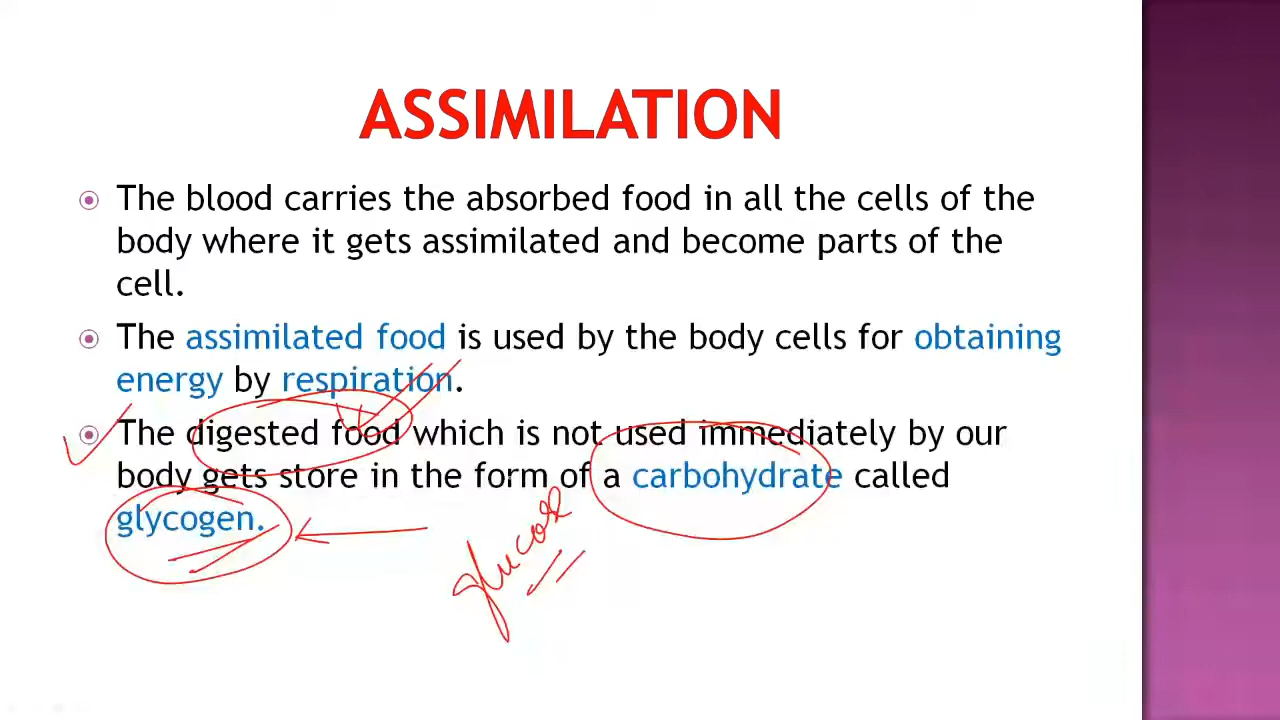 ASSIMILATION
The blood carries the absorbed food in all the cells of the
body where it gets assimilated and become parts of the
cell.
The assimilated food is used by the body cells for obtaining
energy by respiration.
The digested food which is not used immediately by our
body gets store in the form of a carbohydrate called
glycogen.
glucose